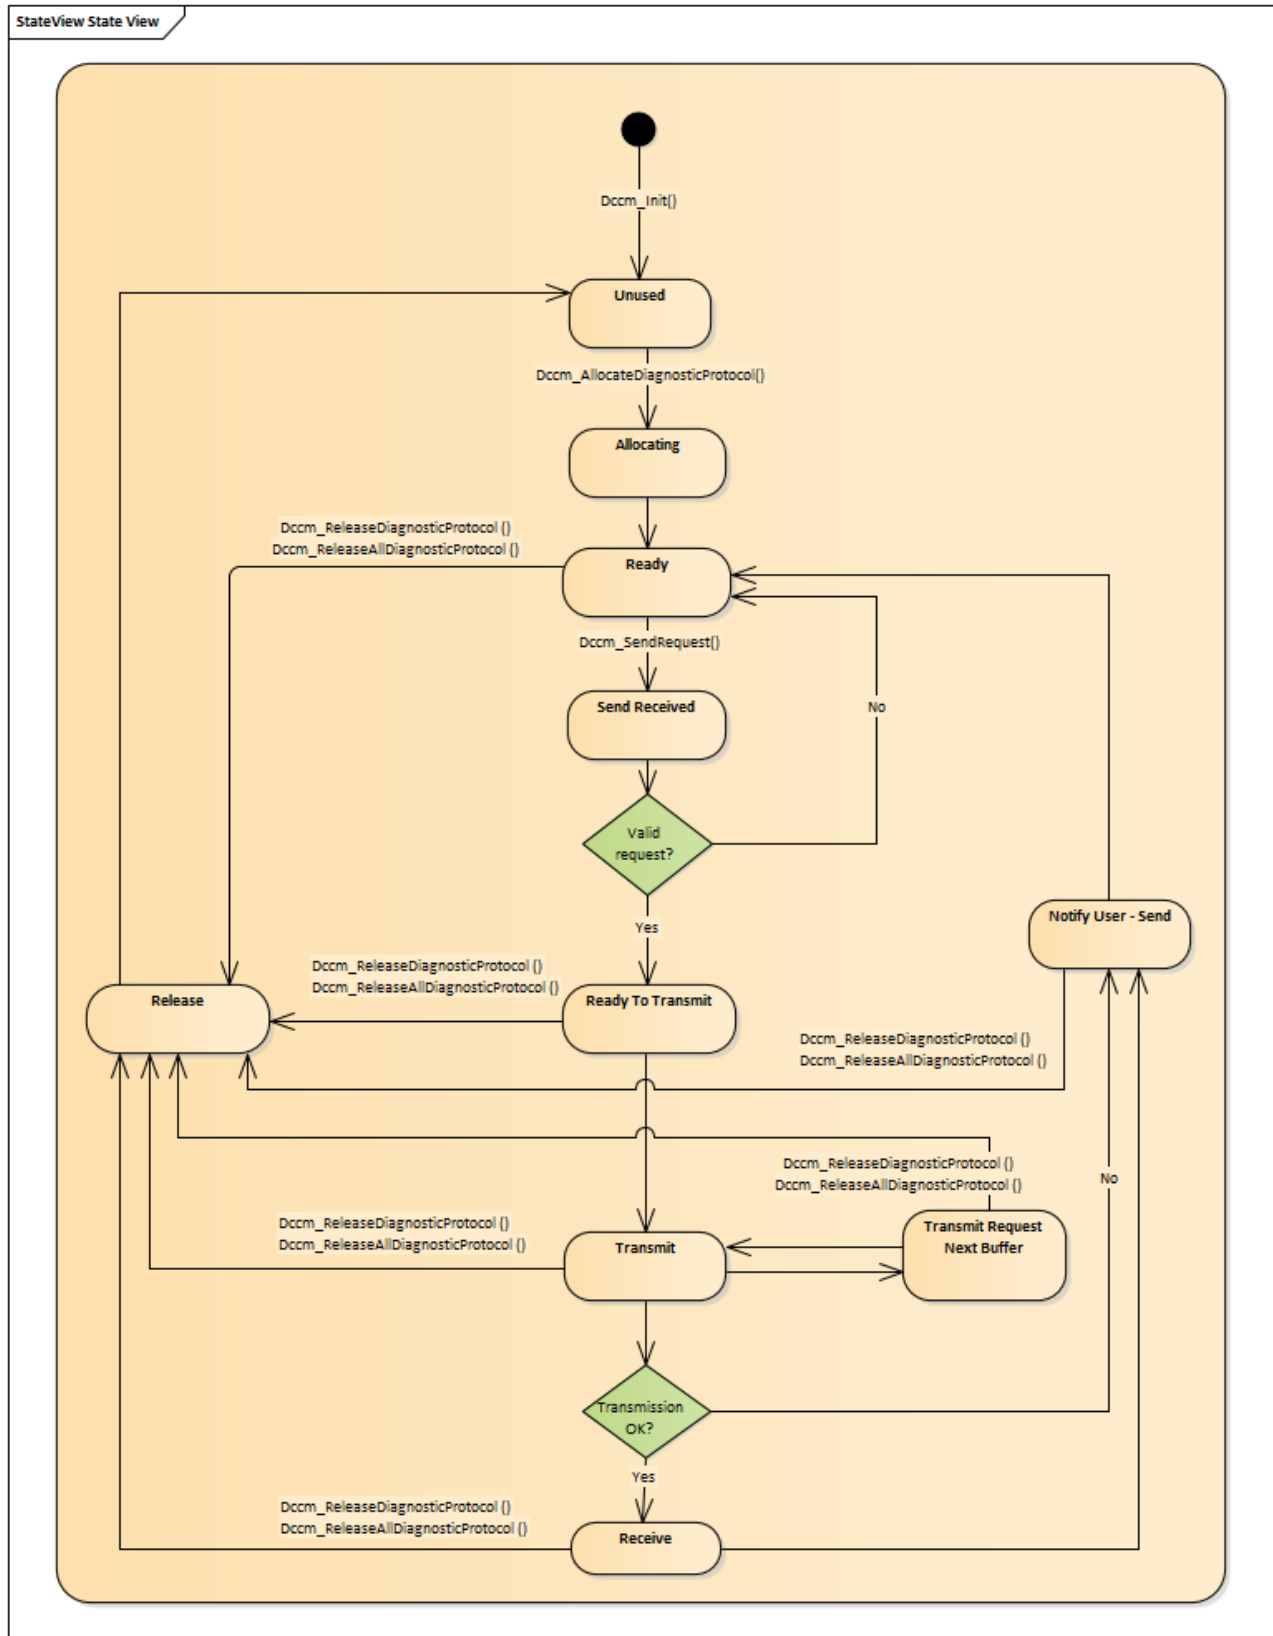 StateView State View
Dccm_Init()
Unused
Dccm_AllocateDiagnosticProtocol()
Allocating
Dccm_ReleaseDiagnosticProtocol ()
Dccm_ReleaseAllDiagnosticProtocol ()
Ready
Dccm_SendRequest()
Send Received
No
Valid
request?
Yes
Notify User - Send
Dccm_ReleaseDiagnosticProtocol ()
Dccm_ReleaseAllDiagnosticProtocol ()
Release
Ready To Transmit
Dccm_ReleaseDiagnosticProtocol ()
Dccm_ReleaseAllDiagnosticProtocol ()
Dccm_ReleaseDiagnosticProtocol ()
Dccm_ReleaseAllDiagnosticProtocol ()
No
Dccm_ReleaseDiagnosticProtocol ()
Dccm_ReleaseAllDiagnosticProtocol ()
Transmit
Transmit Request
Next Buffer
Transmission
OK?
Yes
Dccm_ReleaseDiagnosticProtocol ()
Dccm_ReleaseAllDiagnosticProtocol ()
Receive